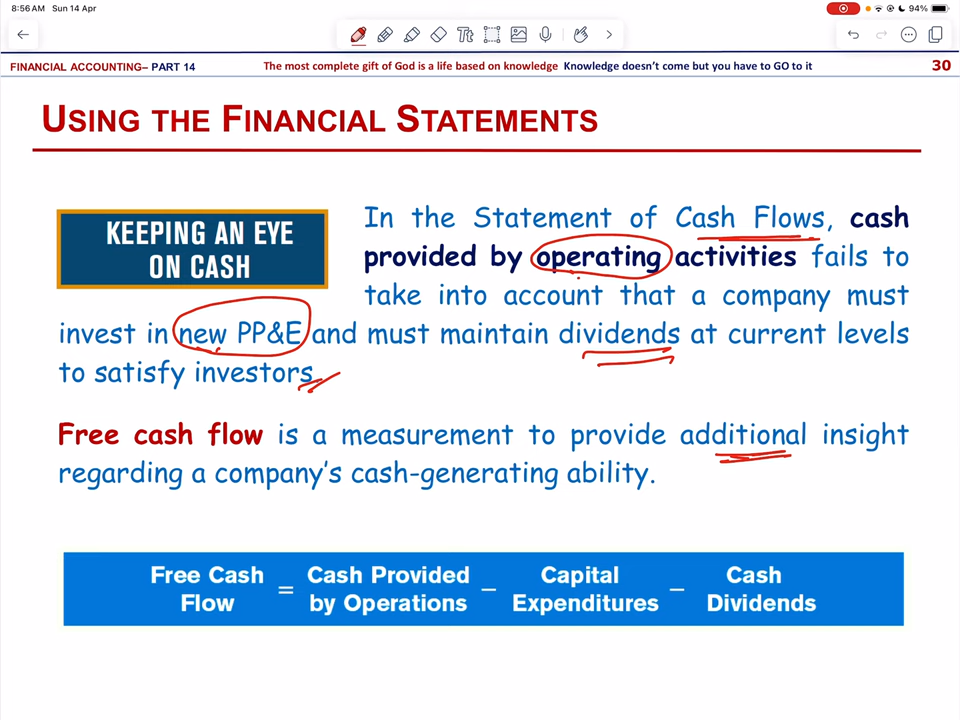 8:56 AM Sun 14 Apr
94%
Tt
FINANCIAL ACCOUNTING– PART 14
The most complete gift of God is a life based on knowledge Knowledge doesn't come but you have to GO to it
30
USING THE FINANCIAL STATEMENTS
KEEPING AN EYE
ON CASH
In the Statement of Cash Flows, cash
provided by operating activities fails to
take into account that a company must
invest in new PP&E and must maintain dividends at current levels
to satisfy investors.
Free cash flow is a measurement to provide additional insight
regarding a company's cash-generating ability.
Free Cash Flow = Cash Provided by Operations – Capital Expenditures – Cash Dividends